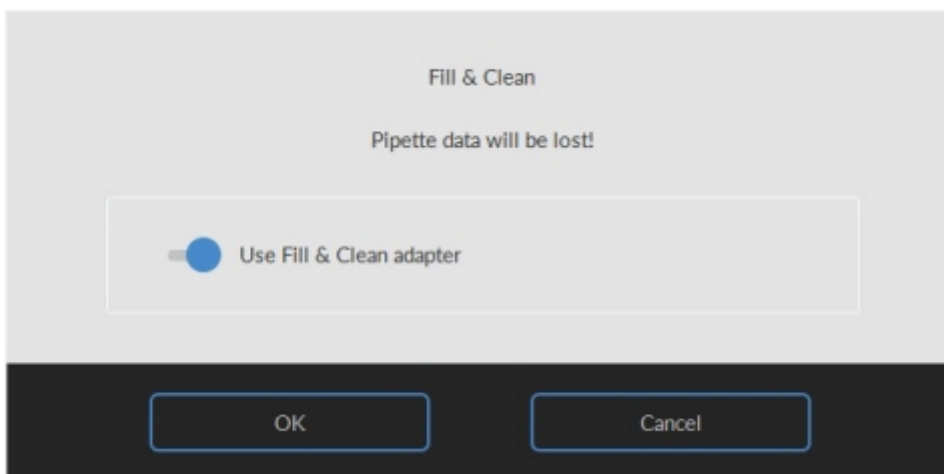 Fill & Clean
Pipette data will be lost!
Use Fill & Clean adapter
OK
Cancel